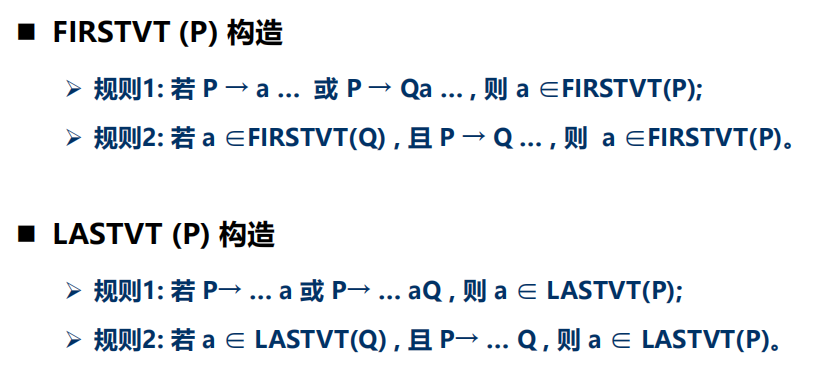 ■ FIRSTVT (P) 构造
➢ 规则1: 若 P → a … 或 P → Qa … , 则 a ∈FIRSTVT(P);
➢ 规则2: 若 a ∈FIRSTVT(Q) , 且 P → Q … , 则 a ∈FIRSTVT(P)。
■ LASTVT (P) 构造
➢ 规则1: 若 P→ … a 或 P→ … aQ , 则 a ∈ LASTVT(P);
➢ 规则2: 若 a ∈ LASTVT(Q) , 且 P→ … Q , 则 a ∈ LASTVT(P)。